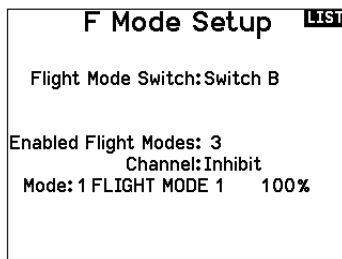 F Mode Setup LIST
Flight Mode Switch: Switch B
Enabled Flight Modes: 3
Channel: Inhibit
Mode: 1 FLIGHT MODE 1 100%